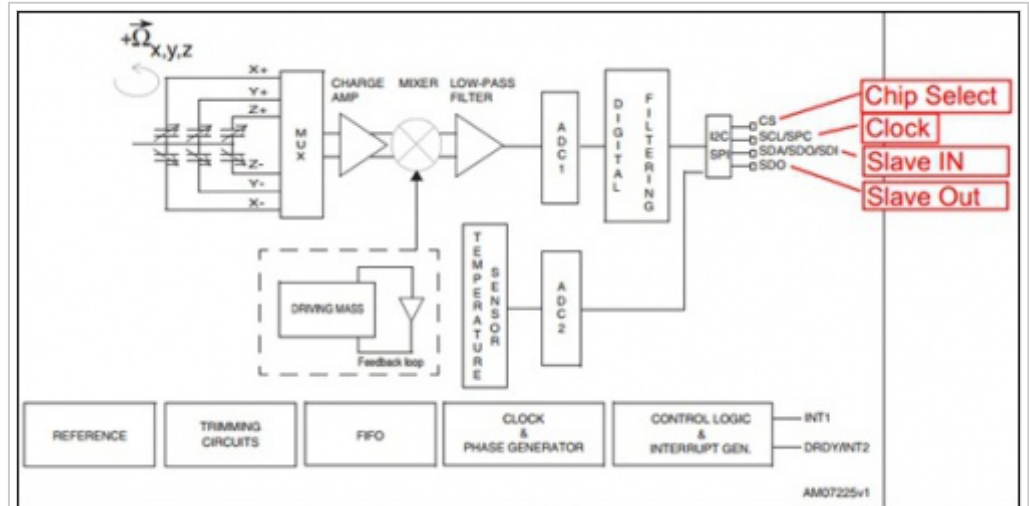 +Ω x,y,z
X+
Y+
Z+
Z-
Y-
X-
MUX
CHARGE
AMP
MIXER
LOW-PASS
FILTER
ADC1
DIGITAL
FILTERING
I2C
SPI
CS
SCL/SPC
SDA/SDO/SDI
SDO
Chip Select
Clock
Slave IN
Slave Out
DRIVING MASS
Feedback loop
TEMPERATURE
SENSOR
ADC2
REFERENCE
TRIMMING
CIRCUITS
FIFO
CLOCK
&
PHASE GENERATOR
CONTROL LOGIC
&
INTERRUPT GEN.
INT1
DRDY/INT2
AM07225v1